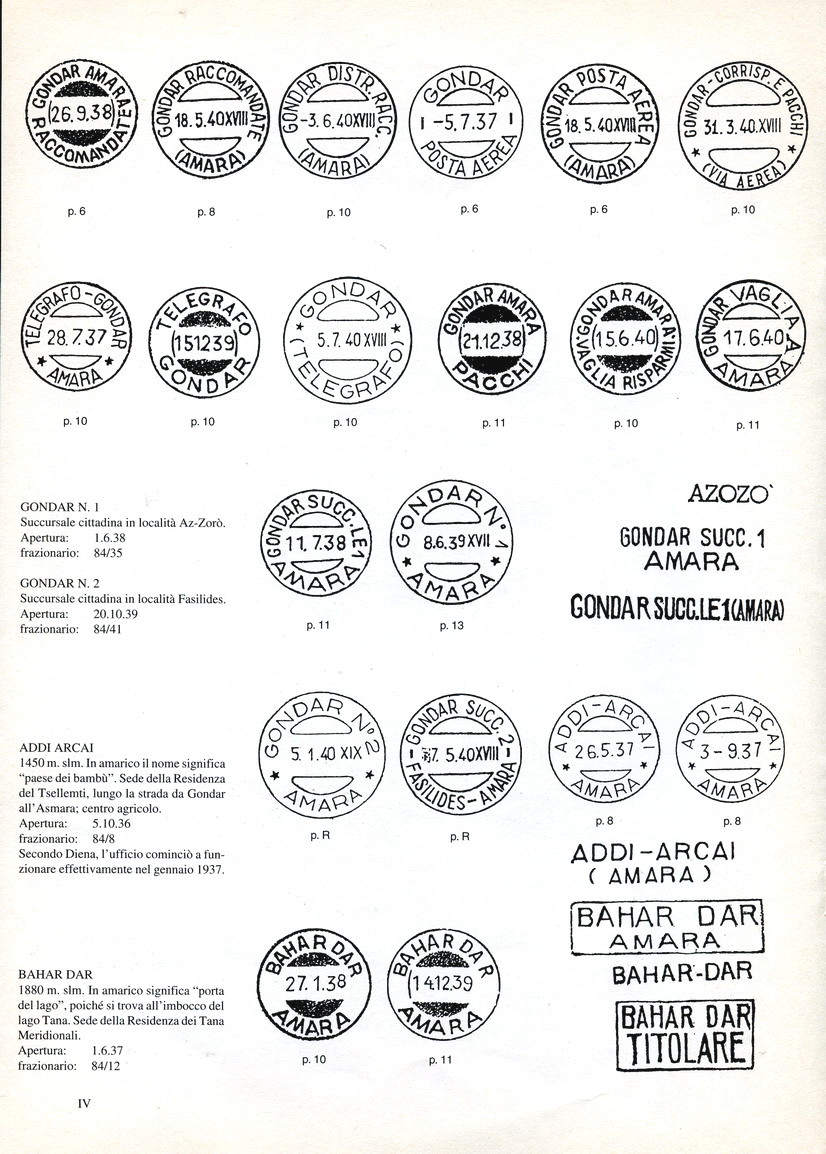 GONDAR AMARA
(26.9.38)
RACCOMANDATE
p. 6
GONDAR RACCOMANDATE
18.5.40XVIII
(AMARA)
p. 8
GONDAR DISTR. RACC.
-3.6.40XVIII
(AMARA)
p. 10
GONDAR
-5.7.37
POSTA AEREA
p. 6
GONDAR POSTA AEREA
18.5.40XVIII
(AMARA)
p. 6
GONDAR-CORRISP. E PACCHI
31.3.40.XVIII
* (VIA AEREA) *
p. 10
TELEGRAFO-GONDAR
28.7.37
* AMARA *
p. 10
TELEGRAFO
(151239)
GONDAR
p. 10
GONDAR
5.7.40XVIII
* (TELEGRAFO) *
p. 10
GONDAR AMARA
(21.12.38)
PACCHI
p. 11
GONDAR AMARA
(15.6.40)
VAGLIA RISPARMI
p. 10
GONDAR VAGLIA
17.6.40
AMARA
p. 11
GONDAR N. 1
Succursale cittadina in località Az-Zorò.
Apertura: 1.6.38
frazionario: 84/35
GONDAR N. 2
Succursale cittadina in località Fasilides.
Apertura: 20.10.39
frazionario: 84/41
GONDAR SUCC.LE1
11.7.38
AMARA
p. 11
GONDAR N° 1
8.6.39XVII
* AMARA *
p. 13
AZOZO`
GONDAR SUCC.1
AMARA
GONDAR SUCC.LE1(AMARA)
ADDI ARCAI
1450 m. slm. In amarico il nome significa
“paese dei bambù”. Sede della Residenza
del Tsellemti, lungo la strada da Gondar
all'Asmara; centro agricolo.
Apertura: 5.10.36
frazionario: 84/8
Secondo Diena, l'ufficio cominciò a fun-
zionare effettivamente nel gennaio 1937.
GONDAR N° 2
5.1.40XIX
* AMARA *
p. R
GONDAR SUCC. 2
7.5.40XVIII
FASILIDES-AMARA
p. R
ADDI-ARCAI
26.5.37
* AMARA *
p. 8
ADDI-ARCAI
3-9.37
* AMARA *
p. 8
ADDI-ARCAI
(AMARA)
BAHAR DAR
1880 m. slm. In amarico significa “porta
del lago”, poiché si trova all'imbocco del
lago Tana. Sede della Residenza dei Tana
Meridionali.
Apertura: 1.6.37
frazionario: 84/12
BAHAR DAR
27.1.38
AMARA
p. 10
BAHAR DAR
(14.12.39
AMARA
p. 11
BAHAR DAR
AMARA
BAHAR-DAR
BAHAR DAR
TITOLARE
IV